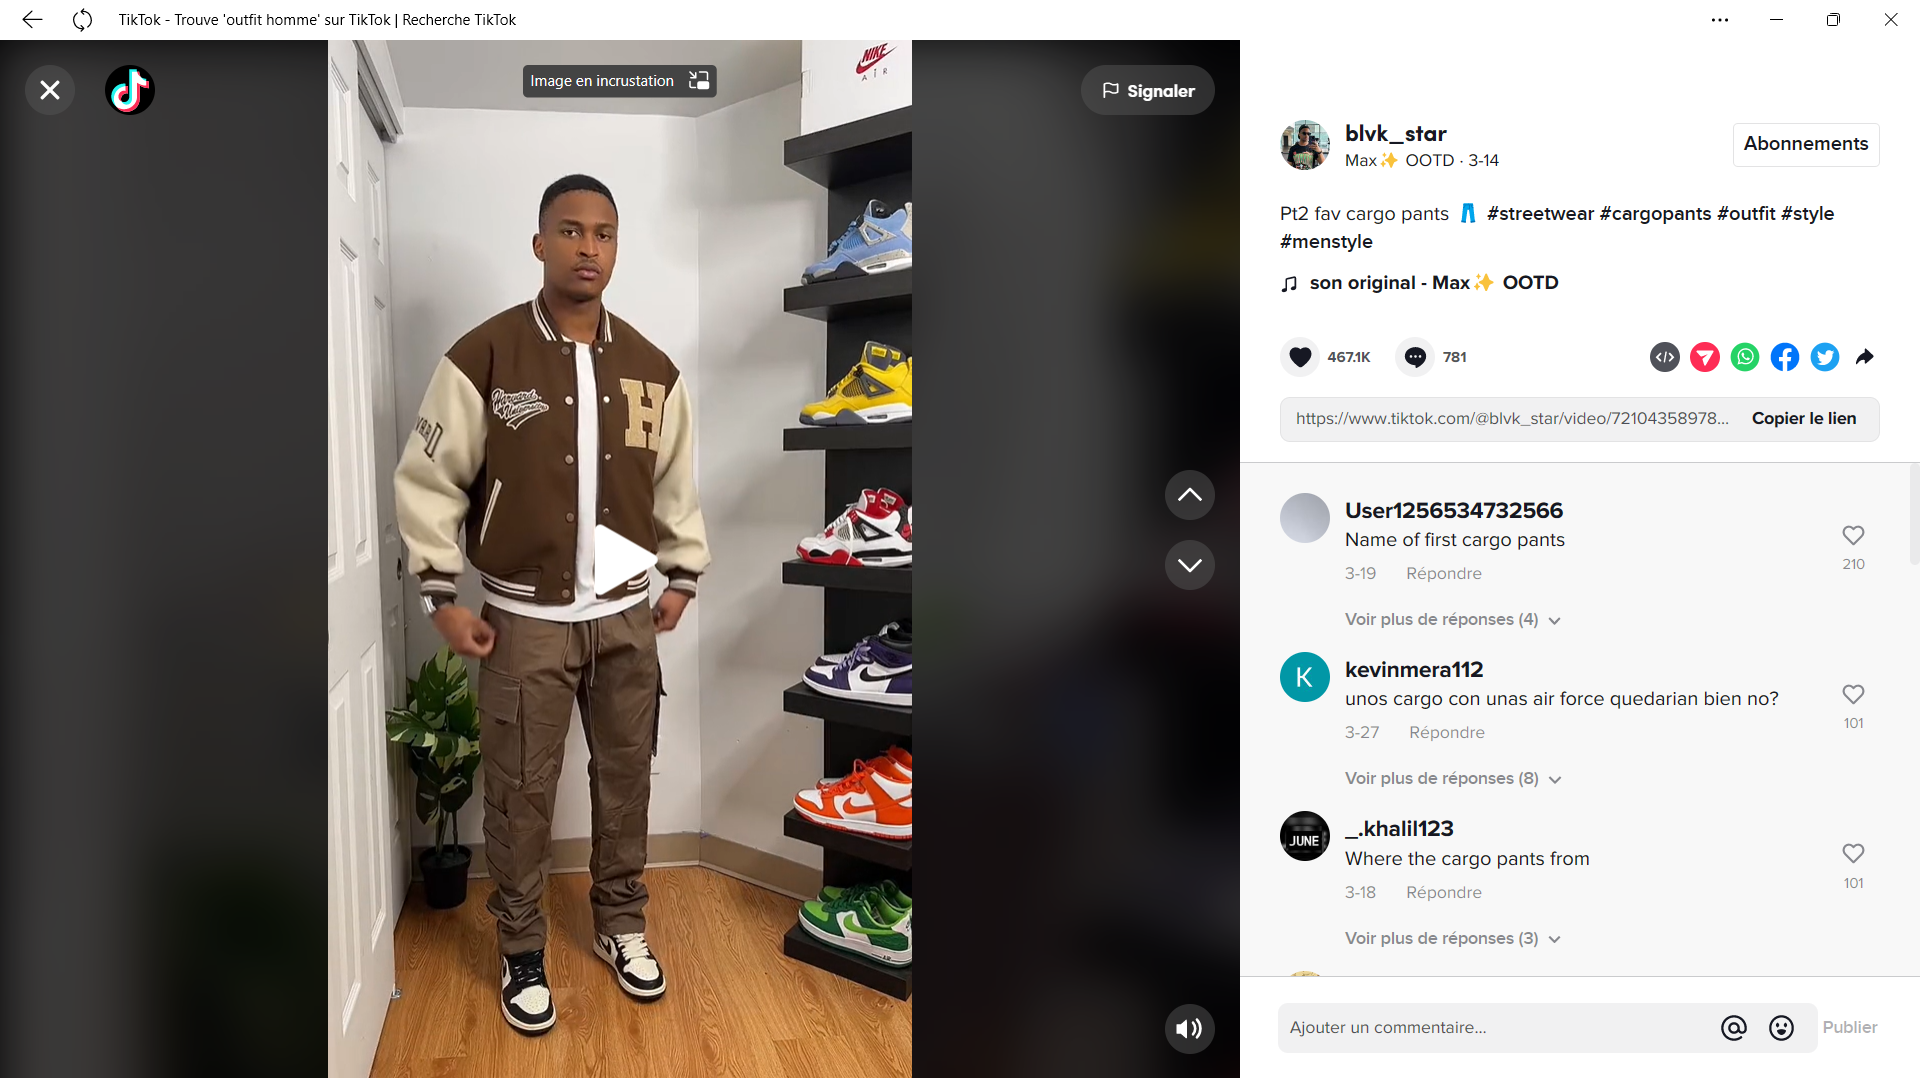 TikTok - Trouve 'outfit homme' sur TikTok | Recherche TikTok
Image en incrustation
Signaler
NIKE
AIR
Harvard
University
H
blvk_star
Max✨ OOTD · 3-14
Abonnements
Pt2 fav cargo pants 👖 #streetwear #cargopants #outfit #style
#menstyle
son original - Max✨ OOTD
467.1K
781
https://www.tiktok.com/@blvk_star/video/72104358978...
Copier le lien
User1256534732566
Name of first cargo pants
3-19 Répondre
210
Voir plus de réponses (4)
K
kevinmera112
unos cargo con unas air force quedarian bien no?
3-27 Répondre
101
Voir plus de réponses (8)
JUNE
_.khalil123
Where the cargo pants from
3-18 Répondre
101
Voir plus de réponses (3)
Ajouter un commentaire...
Publier